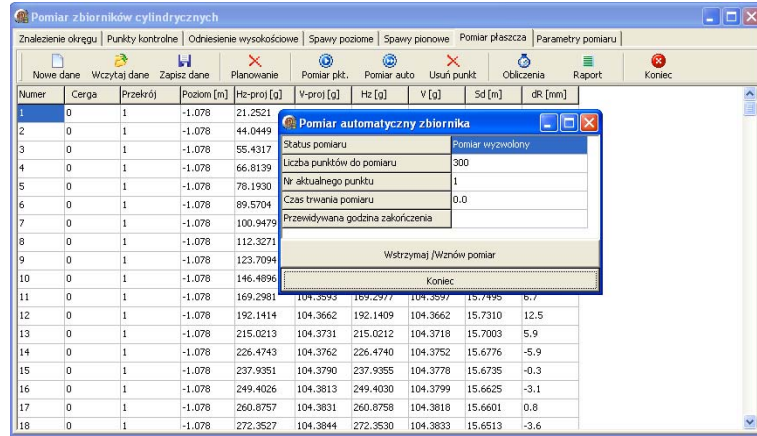 Pomiar zbiorników cylindrycznych
Znalezienie okręgu Punkty kontrolne Odniesienie wysokościowe Spawy poziome Spawy pionowe Pomiar płaszcza Parametry pomiaru
Nowe dane Wczytaj dane Zapisz dane Planowanie Pomiar pkt. Pomiar auto Usuń punkt Obliczenia Raport Koniec
Numer Cerga Przekrój Poziom [m] Hz-proj [g] V-proj [g] Hz [g] V [g] Sd [m] dR [mm]
1 0 1 -1.078 21.2521
2 0 1 -1.078 44.0449
3 0 1 -1.078 55.4317
4 0 1 -1.078 66.8139
5 0 1 -1.078 78.1930
6 0 1 -1.078 89.5704
7 0 1 -1.078 100.9479
8 0 1 -1.078 112.3271
9 0 1 -1.078 123.7094
10 0 1 -1.078 146.4896
Pomiar automatyczny zbiornika
Status pomiaru Pomiar wyzwolony
Liczba punktów do pomiaru 300
Nr aktualnego punktu 1
Czas trwania pomiaru 0.0
Przewidywana godzina zakończenia
Wstrzymaj /Wznów pomiar
Koniec
11 0 1 -1.078 169.2981 104.3593 169.2977 104.3597 15.7495 6.7
12 0 1 -1.078 192.1414 104.3662 192.1409 104.3662 15.7310 12.5
13 0 1 -1.078 215.0213 104.3731 215.0212 104.3718 15.7003 5.9
14 0 1 -1.078 226.4743 104.3762 226.4740 104.3752 15.6776 -5.9
15 0 1 -1.078 237.9351 104.3790 237.9355 104.3778 15.6735 -0.3
16 0 1 -1.078 249.4026 104.3813 249.4030 104.3799 15.6625 -3.1
17 0 1 -1.078 260.8757 104.3831 260.8758 104.3818 15.6601 0.8
18 0 1 -1.078 272.3527 104.3844 272.3530 104.3833 15.6513 -3.6